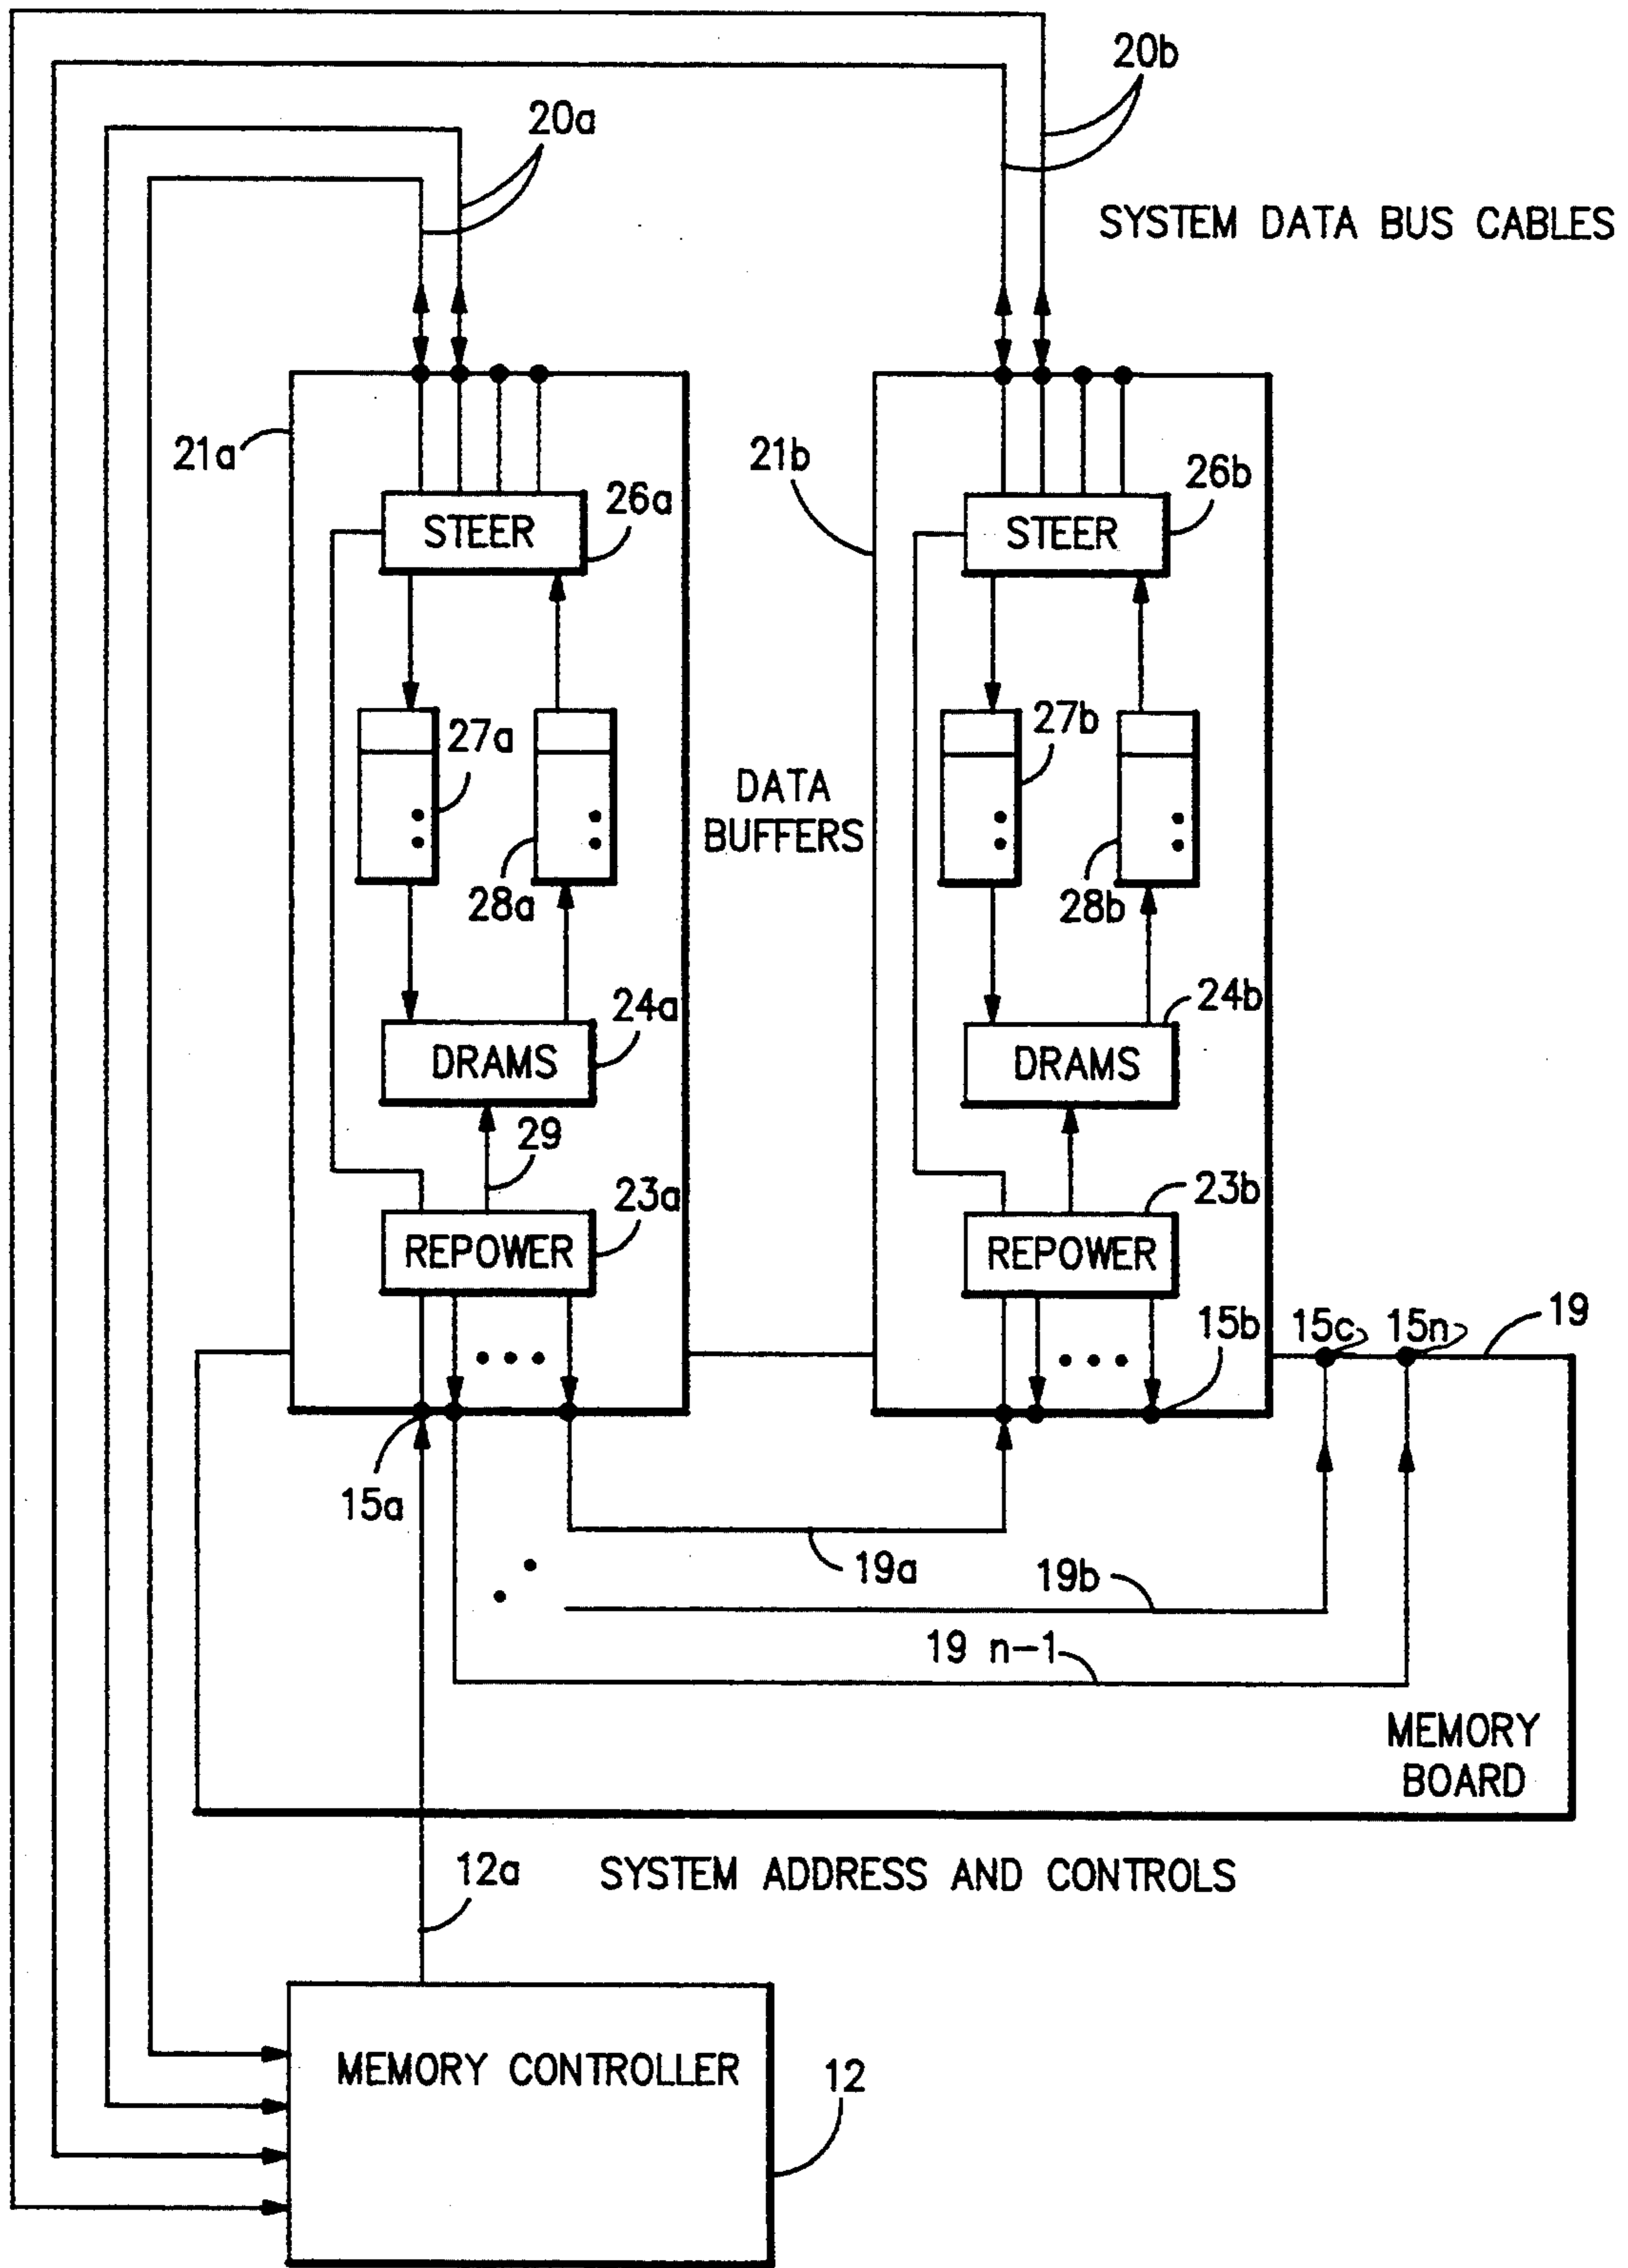 20b
20a
SYSTEM DATA BUS CABLES
21a
21b
26a
26b
STEER
STEER
27a
27b
DATA
BUFFERS
28a
28b
24a
24b
DRAMS
DRAMS
29
23a
23b
REPOWER
REPOWER
15b
15c
15n
19
15a
19a
19b
19 n-1
MEMORY
BOARD
12a
SYSTEM ADDRESS AND CONTROLS
MEMORY CONTROLLER
12